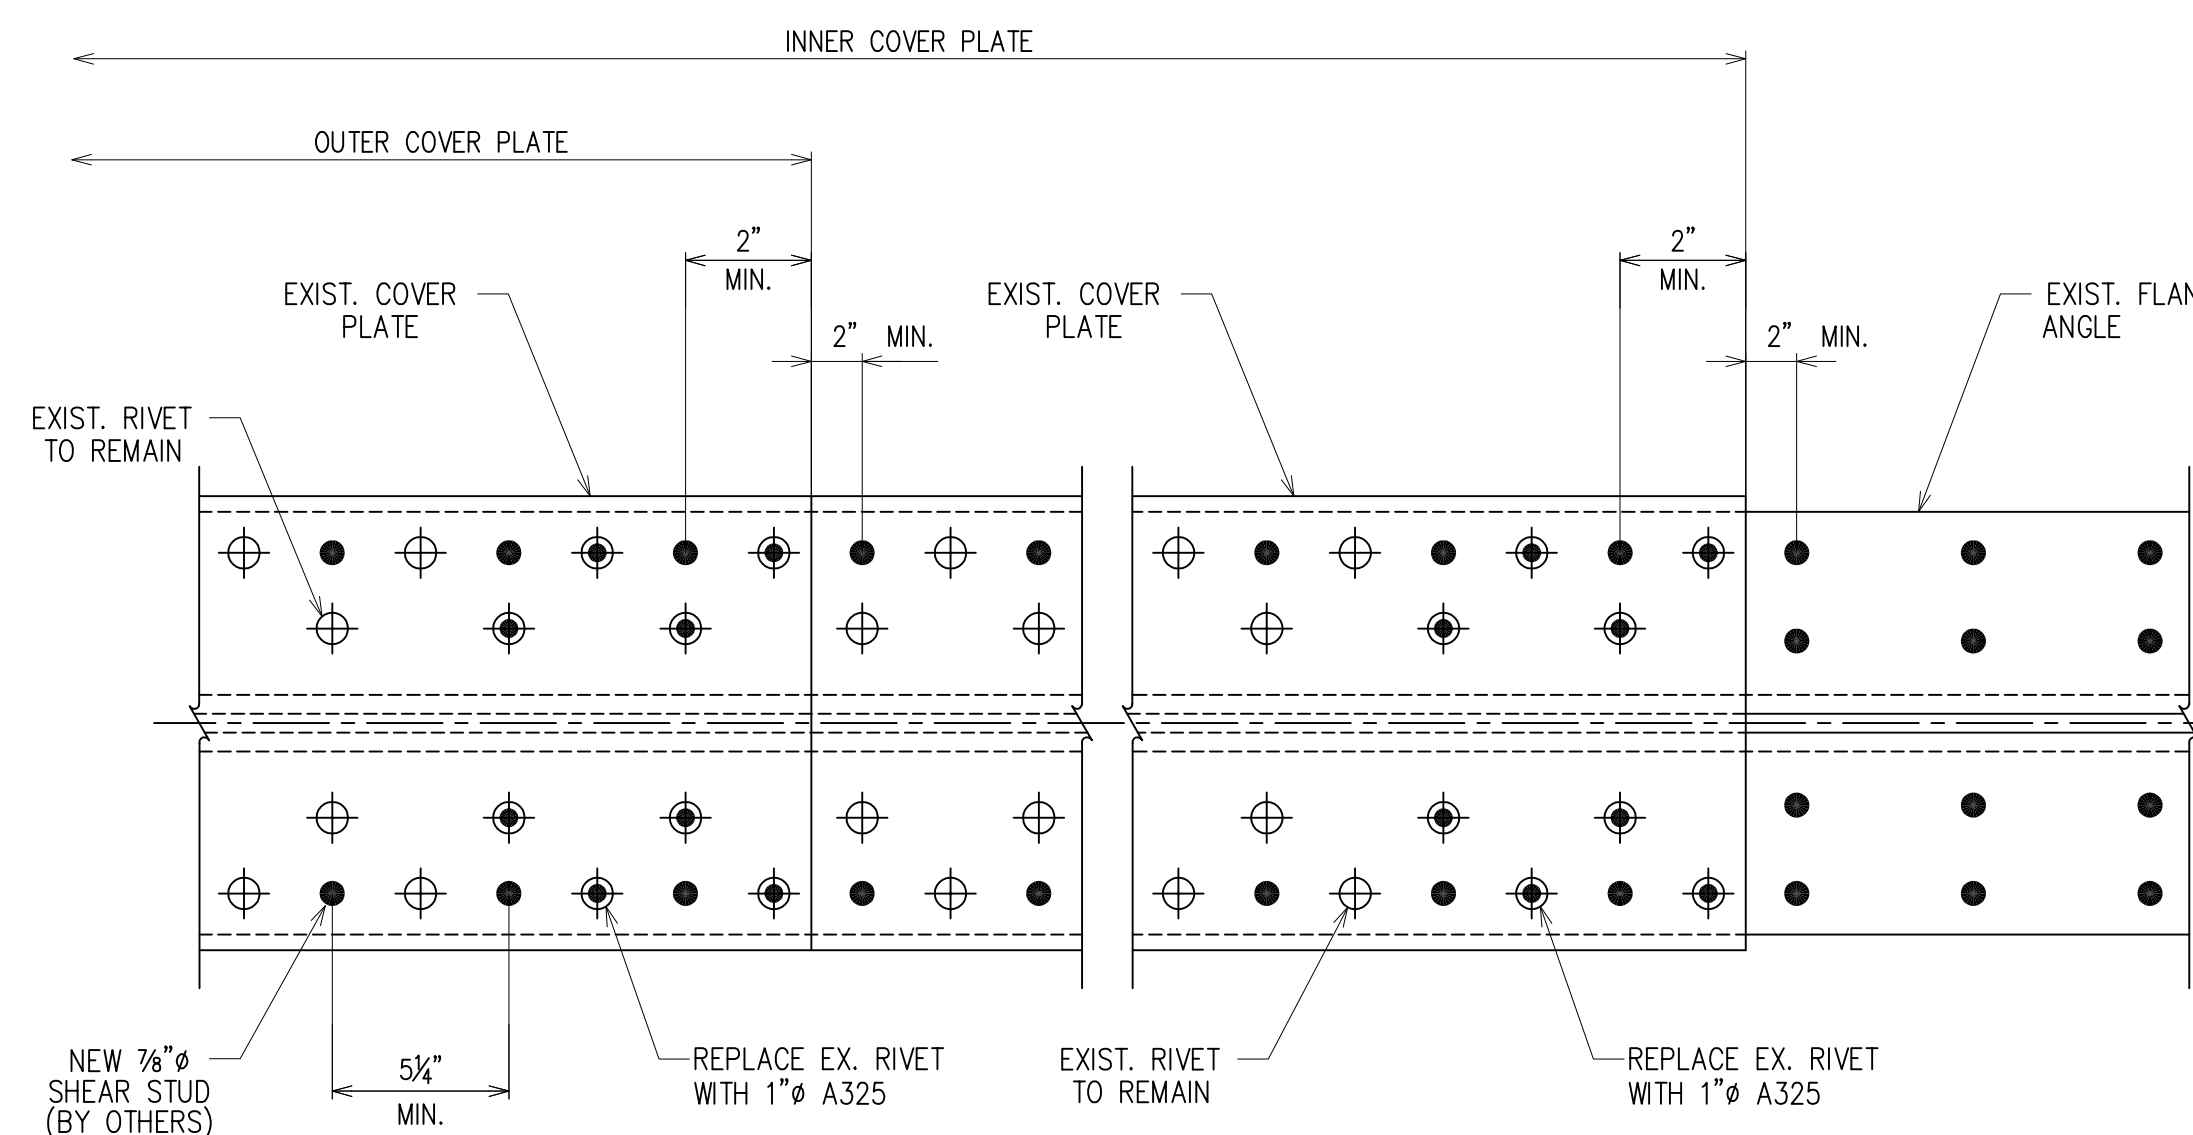 INNER COVER PLATE
OUTER COVER PLATE
2"
MIN.
2"
MIN.
EXIST. COVER
PLATE
EXIST. COVER
PLATE
EXIST. FLAN
ANGLE
2" MIN.
2" MIN.
EXIST. RIVET
TO REMAIN
NEW ⅞"ø
SHEAR STUD
(BY OTHERS)
5¼"
MIN.
REPLACE EX. RIVET
WITH 1"ø A325
EXIST. RIVET
TO REMAIN
REPLACE EX. RIVET
WITH 1"ø A325